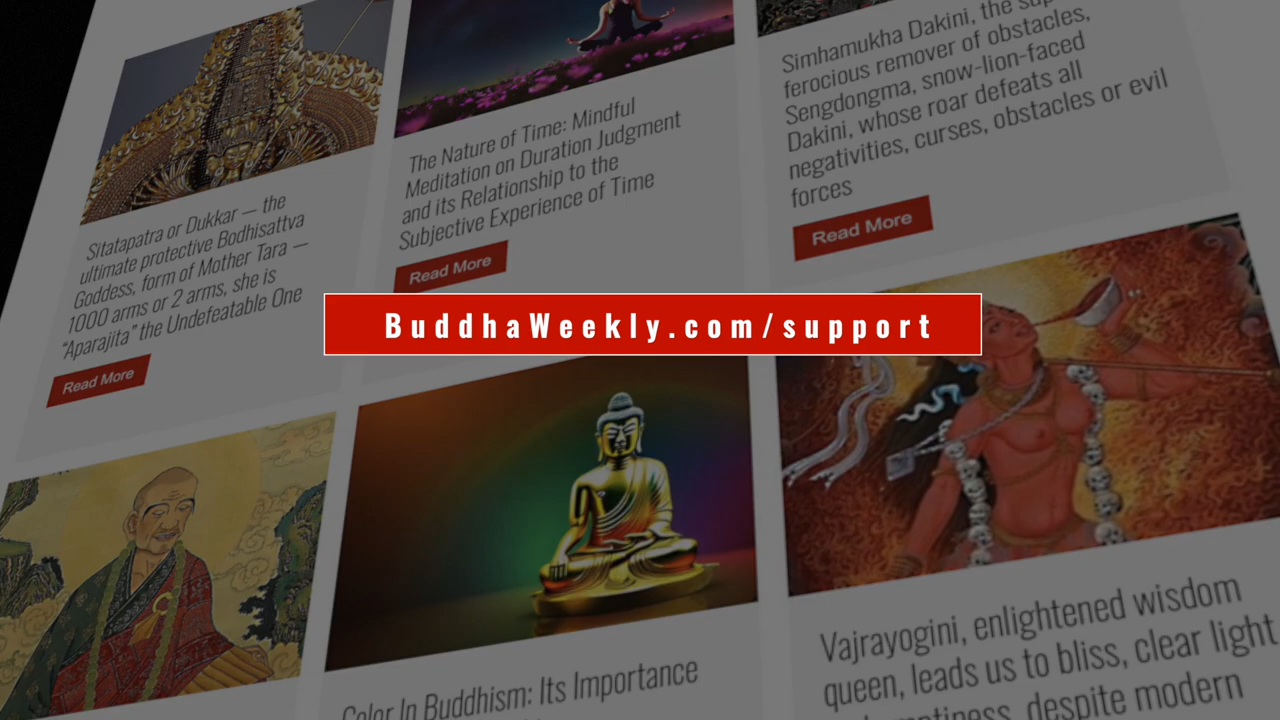 Sitatapatra or Dukkar — the
ultimate protective Bodhisattva
Goddess, form of Mother Tara —
1000 arms or 2 arms, she is
“Aparajita” the Undefeatable One
Read More
The Nature of Time: Mindful
Meditation on Duration Judgment
and its Relationship to the
Subjective Experience of Time
Read More
Simhamukha Dakini, the
ferocious remover of obstacles,
Sengdongma, snow-lion-faced
Dakini, whose roar defeats all
negativities, curses, obstacles or evil
forces
Read More
BuddhaWeekly.com/support
Color In Buddhism: Its Importance
Vajrayogini, enlightened wisdom
queen, leads us to bliss, clear light
despite modern